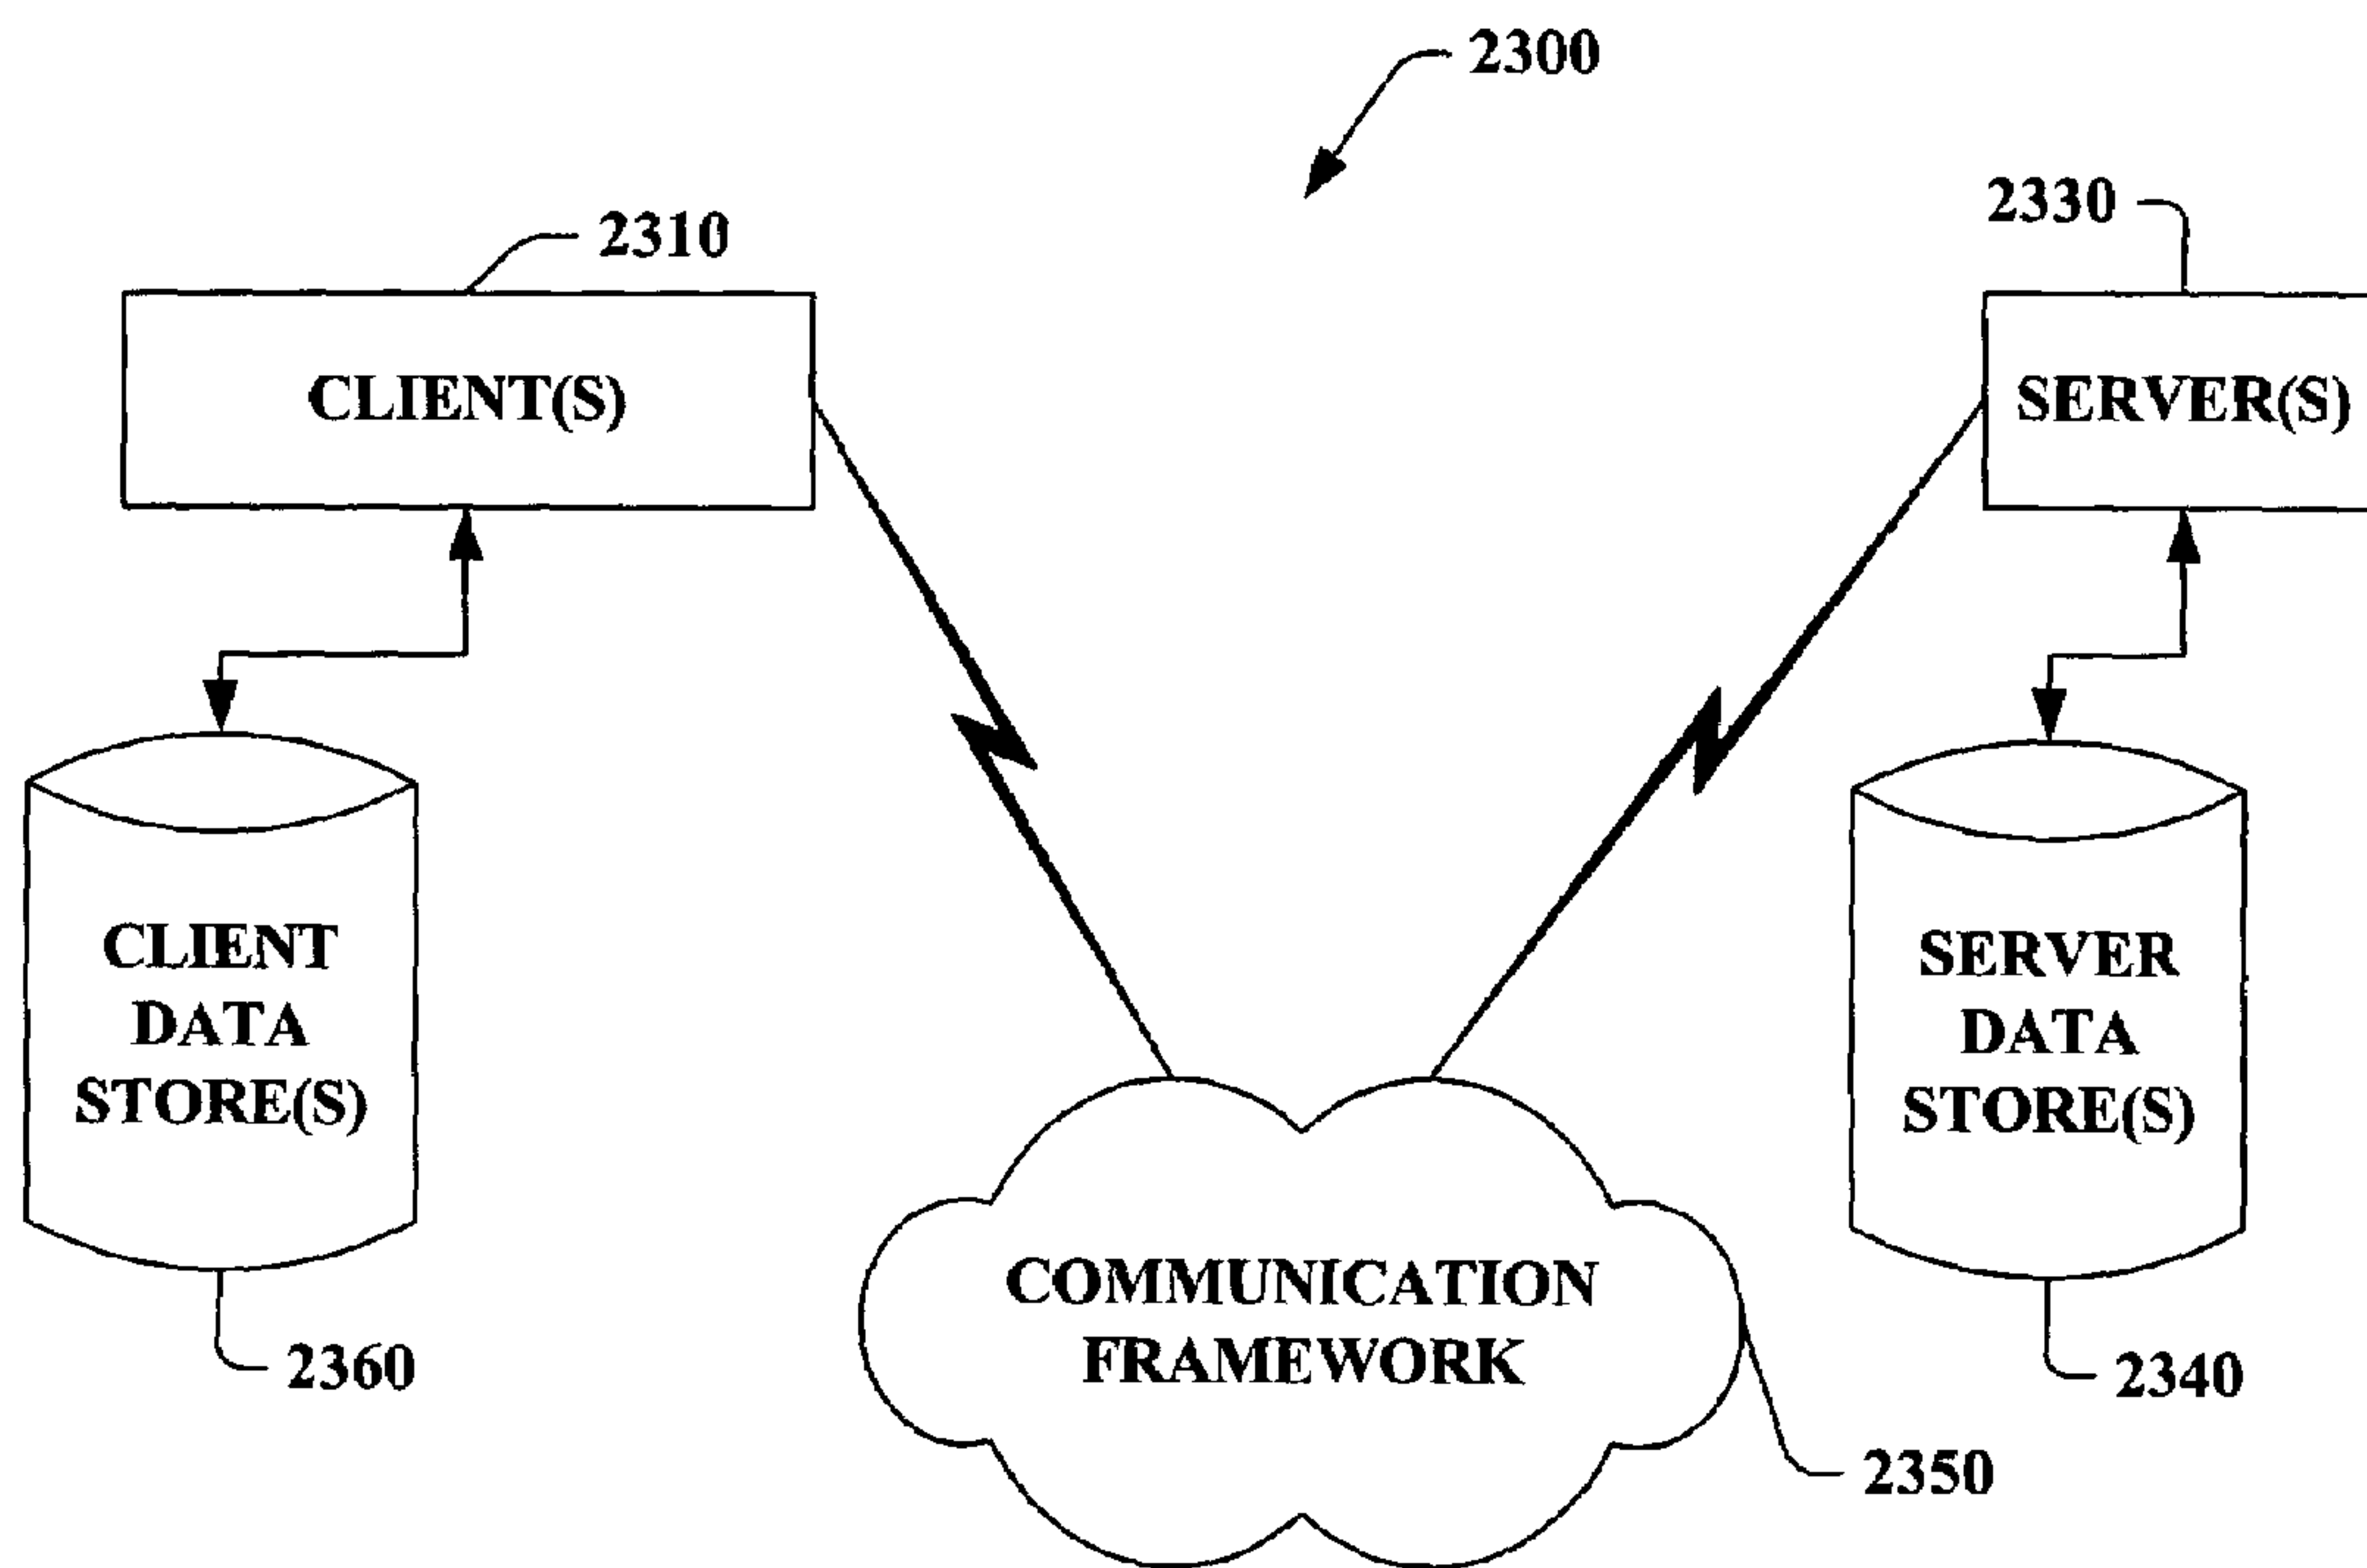 2300
2310
2330
CLIENT(S)
SERVER(S)
CLIENT
DATA
STORE(S)
SERVER
DATA
STORE(S)
COMMUNICATION
FRAMEWORK
2360
2340
2350